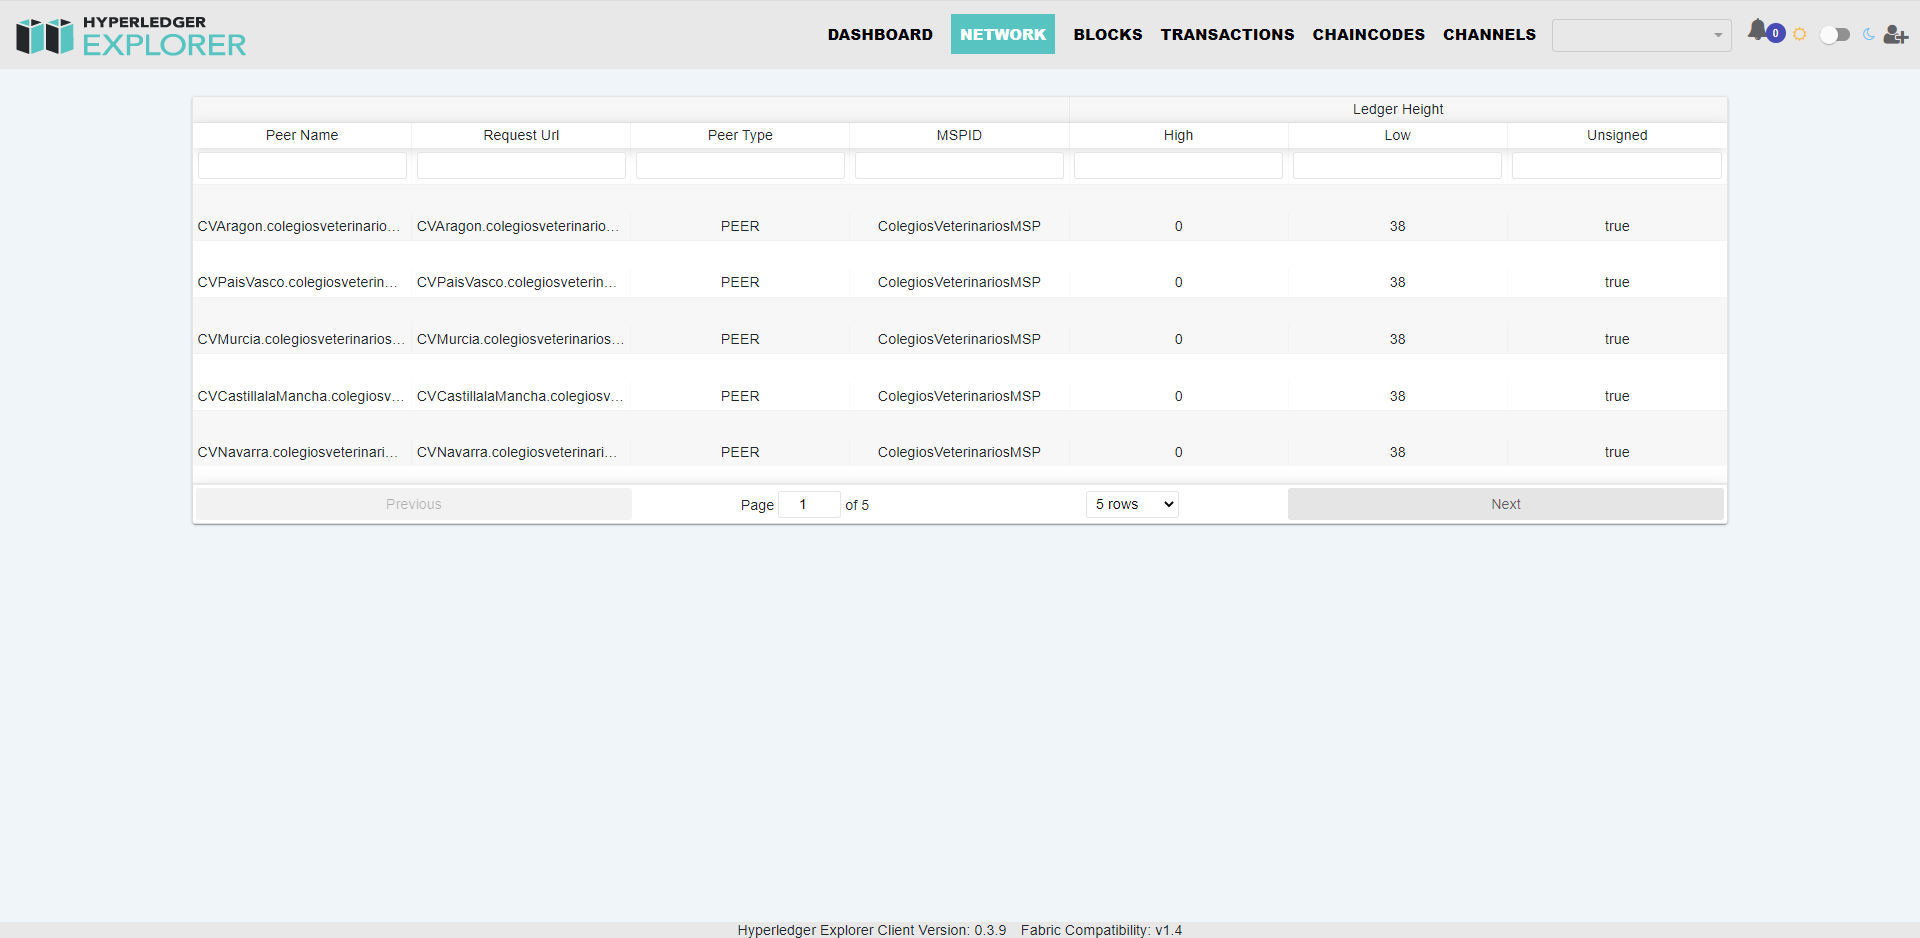 HYPERLEDGER
EXPLORER
DASHBOARD NETWORK BLOCKS TRANSACTIONS CHAINCODES CHANNELS 0
Ledger Height
Peer Name Request Url Peer Type MSPID High Low Unsigned
CVAragon.colegiosveterinario... CVAragon.colegiosveterinario... PEER ColegiosVeterinariosMSP 0 38 true
CVPaisVasco.colegiosveterin... CVPaisVasco.colegiosveterin... PEER ColegiosVeterinariosMSP 0 38 true
CVMurcia.colegiosveterinarios... CVMurcia.colegiosveterinarios... PEER ColegiosVeterinariosMSP 0 38 true
CVCastillalaMancha.colegiosv... CVCastillalaMancha.colegiosv... PEER ColegiosVeterinariosMSP 0 38 true
CVNavarra.colegiosveterinari... CVNavarra.colegiosveterinari... PEER ColegiosVeterinariosMSP 0 38 true
Previous Page 1 of 5 5 rows Next
Hyperledger Explorer Client Version: 0.3.9 Fabric Compatibility: v1.4